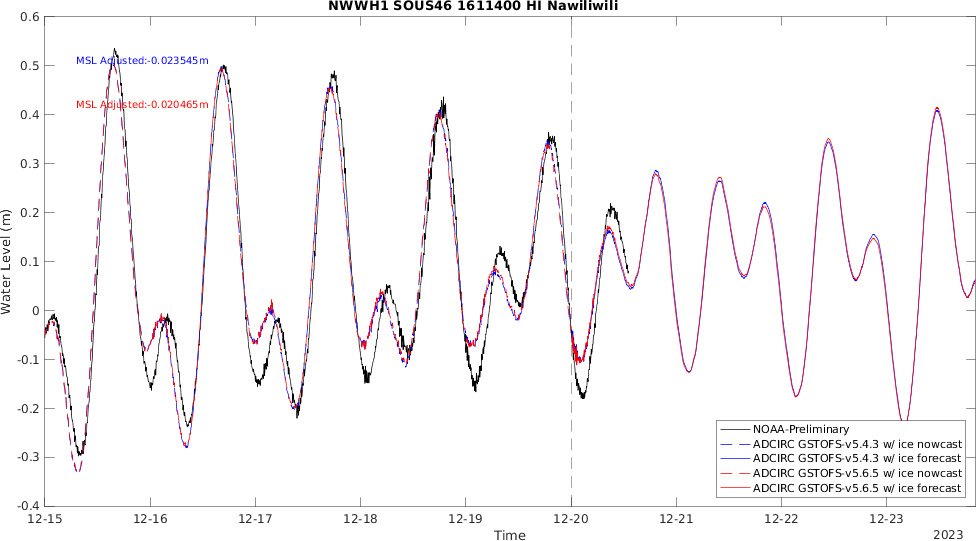 NWWH1 SOUS46 1611400 HI Nawiliwili
0.6
0.5
0.4
0.3
0.2
0.1
0
-0.1
-0.2
-0.3
-0.4
Water Level (m)
MSL Adjusted:-0.023545m
MSL Adjusted:-0.020465m
NOAA-Preliminary
ADCIRC GSTOFS-v5.4.3 w/ ice nowcast
ADCIRC GSTOFS-v5.4.3 w/ ice forecast
ADCIRC GSTOFS-v5.6.5 w/ ice nowcast
ADCIRC GSTOFS-v5.6.5 w/ ice forecast
12-15 12-16 12-17 12-18 12-19 12-20 12-21 12-22 12-23
Time
2023